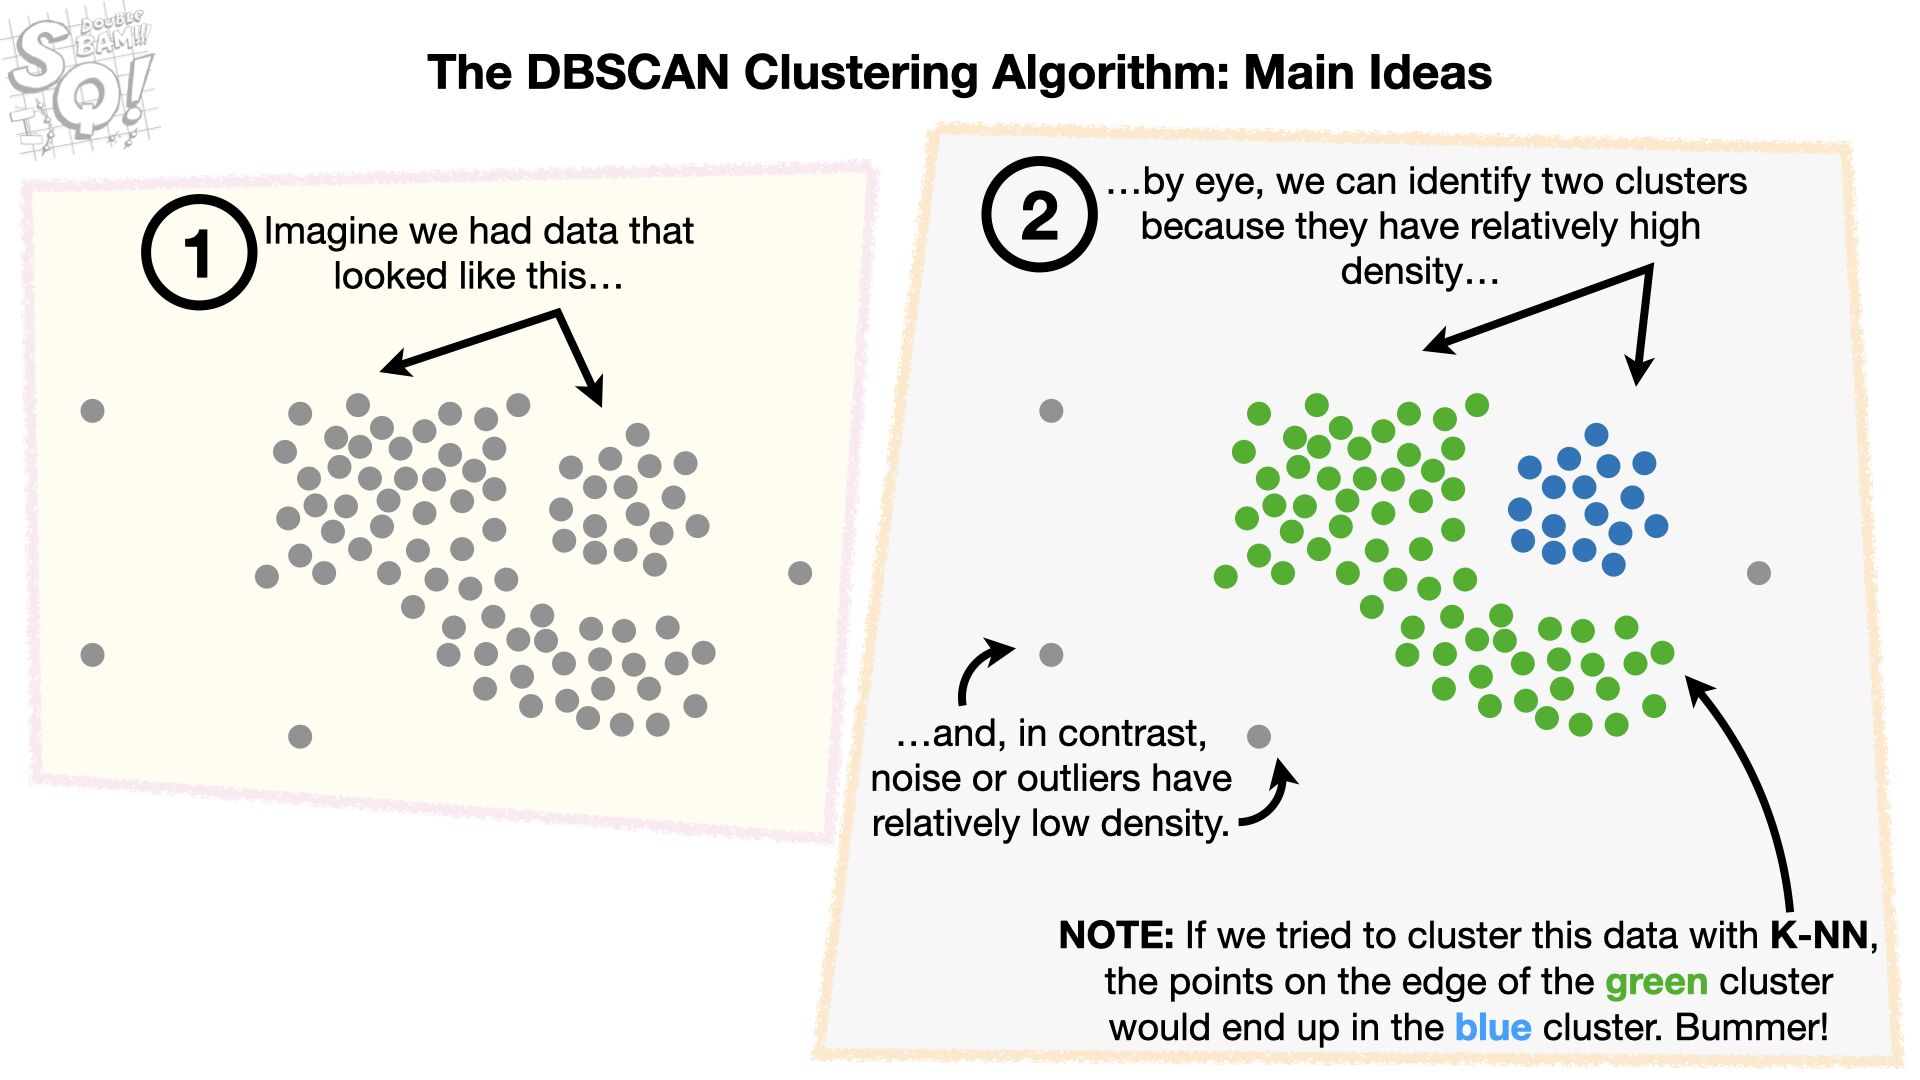 DOUBLE
BAM!!!
SQ!
The DBSCAN Clustering Algorithm: Main Ideas
1
Imagine we had data that
looked like this…
2
…by eye, we can identify two clusters
because they have relatively high
density…
…and, in contrast,
noise or outliers have
relatively low density.
NOTE: If we tried to cluster this data with K-NN,
the points on the edge of the green cluster
would end up in the blue cluster. Bummer!